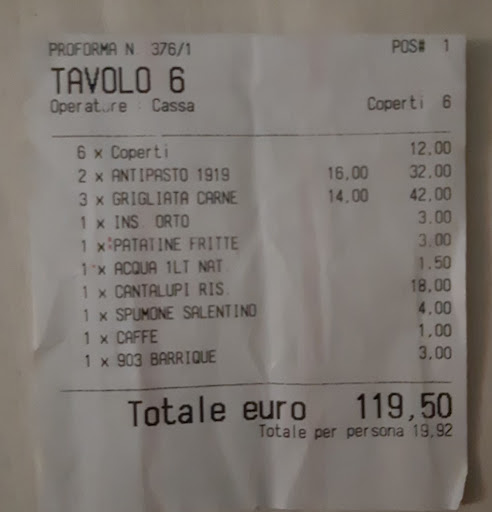 PROFORMA N 376/1 POS# 1
TAVOLO 6
Operatore : Cassa Coperti 6
6 x Coperti 12,00
2 x ANTIPASTO 1919 16,00 32,00
3 x GRIGLIATA CARNE 14,00 42,00
1 x INS. ORTO 3,00
1 x PATATINE FRITTE 3,00
1 x ACQUA 1LT NAT. 1,50
1 x CANTALUPI RIS. 18,00
1 x SPUMONE SALENTINO 4,00
1 x CAFFE 1,00
1 x 903 BARRIQUE 3,00
Totale euro 119,50
Totale per persona 19,92